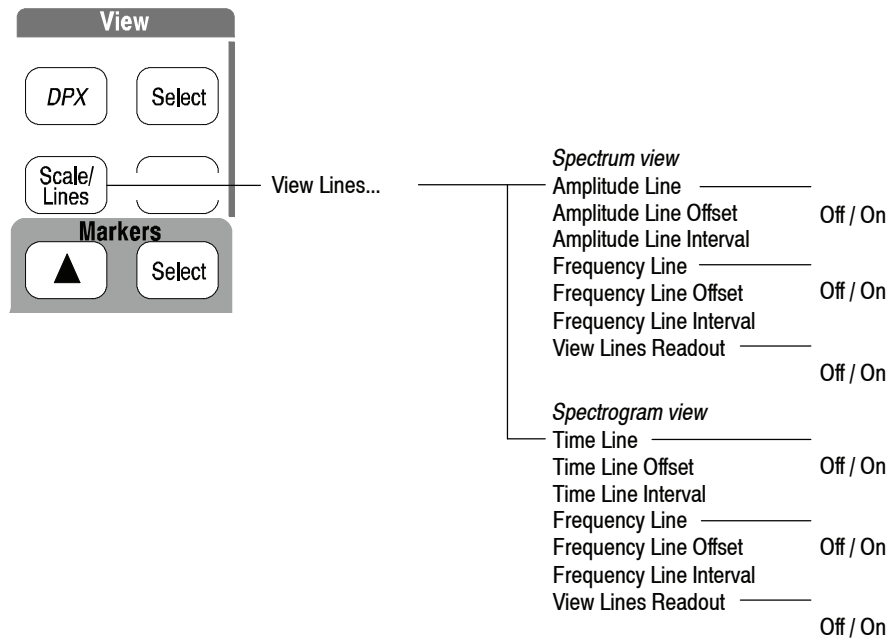 View
DPX Select
Scale/
Lines
View Lines...
Markers
▲ Select
Spectrum view
Amplitude Line
Amplitude Line Offset Off / On
Amplitude Line Interval
Frequency Line
Frequency Line Offset Off / On
Frequency Line Interval
View Lines Readout
Off / On
Spectrogram view
Time Line
Time Line Offset Off / On
Time Line Interval
Frequency Line
Frequency Line Offset Off / On
Frequency Line Interval
View Lines Readout
Off / On